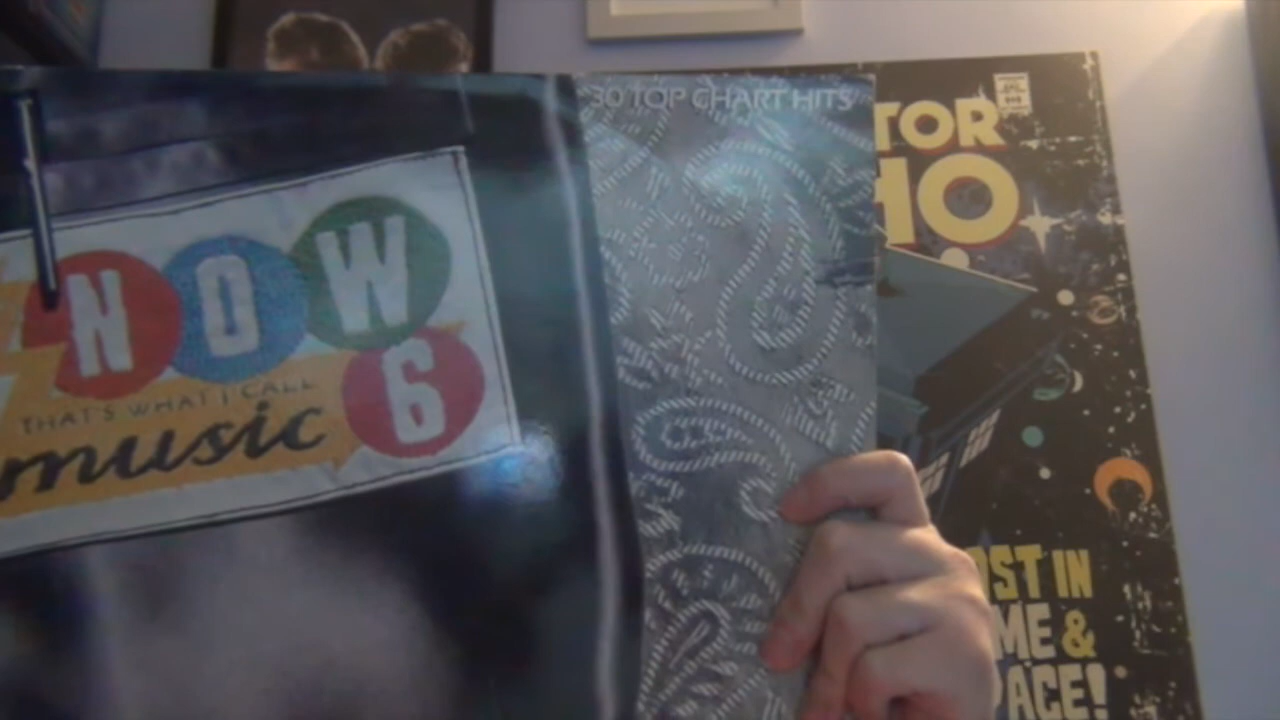 30 TOP CHART HITS
NOW
6
THAT'S WHAT I CALL
music
TOR
HO
OST IN
ME &
PACE!